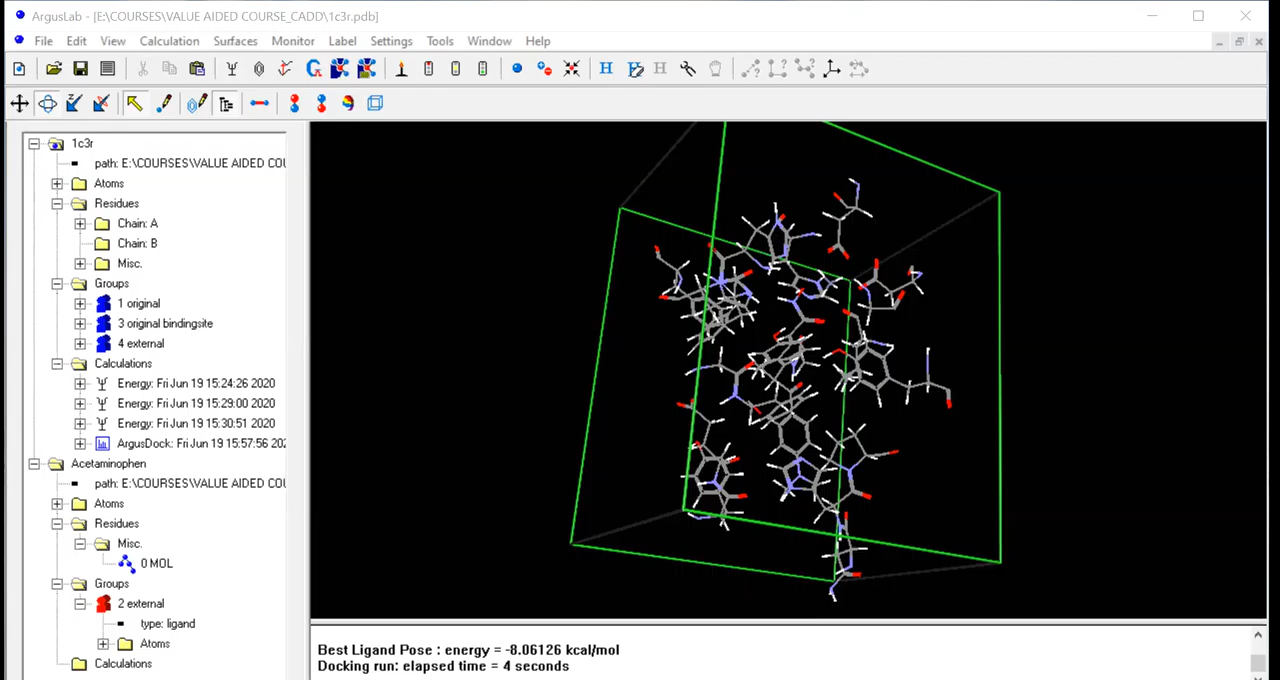 ArgusLab - [E:\COURSES\VALUE AIDED COURSE_CADD\1c3r.pdb]
File Edit View Calculation Surfaces Monitor Label Settings Tools Window Help
1c3r
path: E:\COURSES\VALUE AIDED COU
Atoms
Residues
Chain: A
Chain: B
Misc.
Groups
1 original
3 original bindingsite
4 external
Calculations
Energy: Fri Jun 19 15:24:26 2020
Energy: Fri Jun 19 15:29:00 2020
Energy: Fri Jun 19 15:30:51 2020
ArgusDock: Fri Jun 19 15:57:56 202
Acetaminophen
path: E:\COURSES\VALUE AIDED COU
Atoms
Residues
Misc.
0 MOL
Groups
2 external
type: ligand
Atoms
Calculations
Best Ligand Pose : energy = -8.06126 kcal/mol
Docking run: elapsed time = 4 seconds